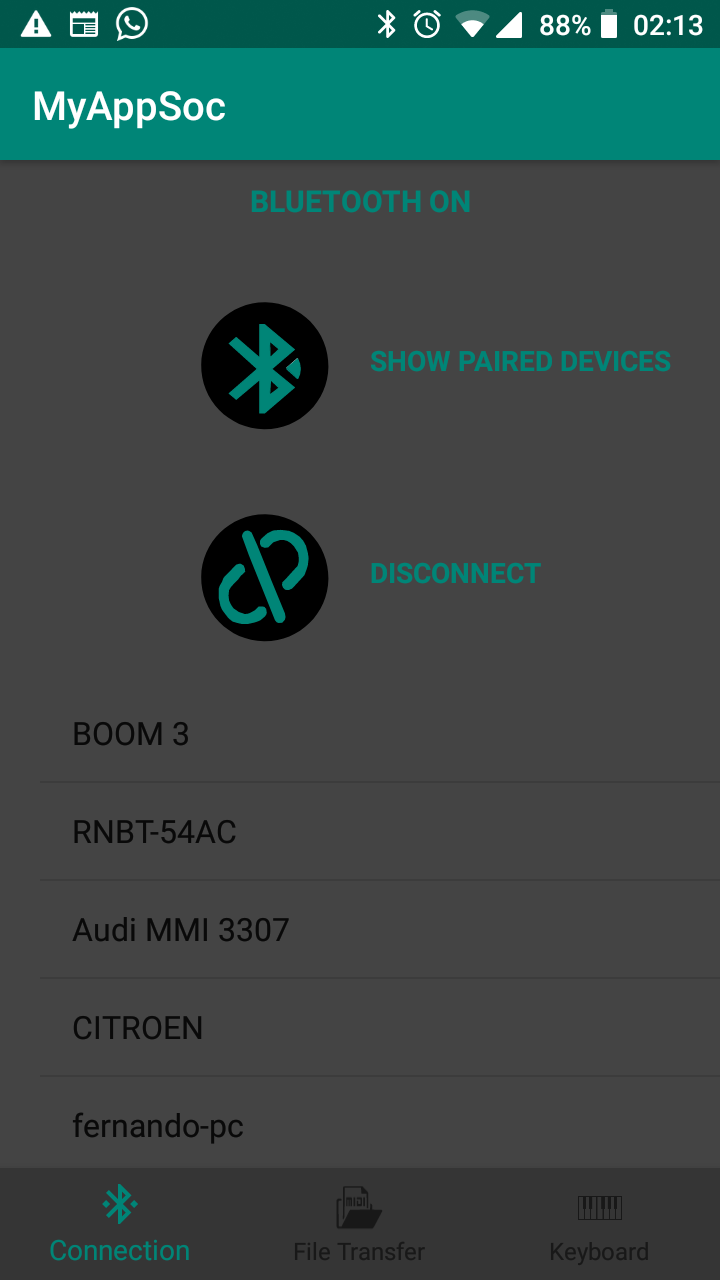 88% 02:13
MyAppSoc
BLUETOOTH ON
SHOW PAIRED DEVICES
DISCONNECT
BOOM 3
RNBT-54AC
Audi MMI 3307
CITROEN
fernando-pc
MIDI
Connection File Transfer Keyboard